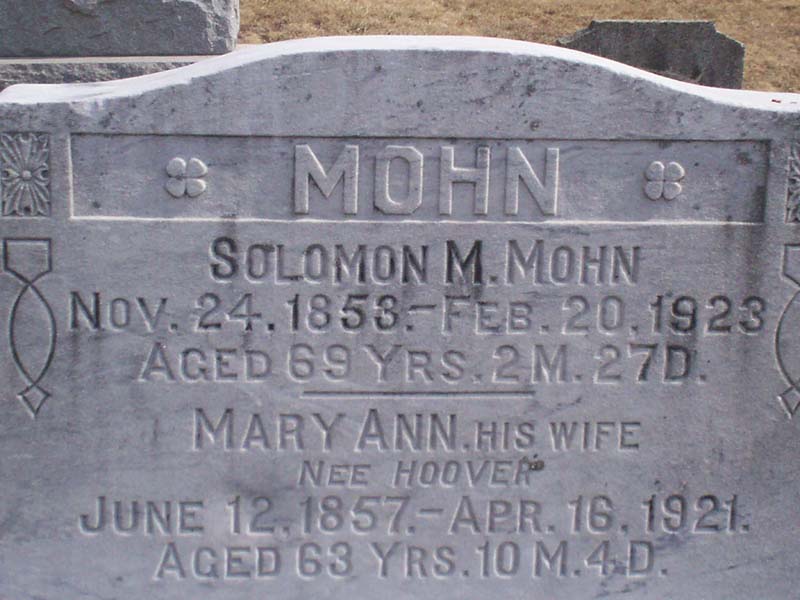 MOHN
SOLOMON M. MOHN
NOV. 24. 1853.–FEB. 20. 1923
AGED 69 YRS. 2 M. 27 D.
MARY ANN. HIS WIFE
NEE HOOVER
JUNE 12. 1857.–APR. 16. 1921.
AGED 63 YRS. 10 M. 4 D.